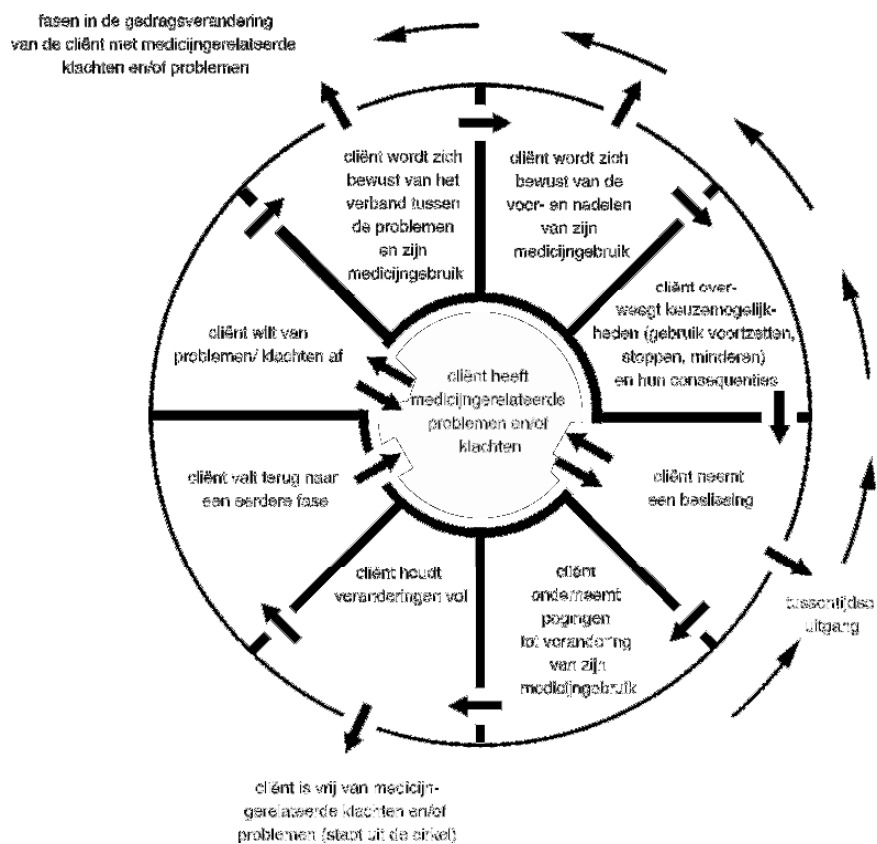 fasen in de gedragsverandering
van de cliënt met medicijngerelateerde
klachten en/of problemen
cliënt wordt zich
bewust van het
verband tussen
de problemen
en zijn
medicijngebruik
cliënt wordt zich
bewust van de
voor- en nadelen
van zijn
medicijngebruik
cliënt over-
weegt keuzemogelijk-
heden (gebruik voortzetten,
stoppen, minderen)
en hun consequenties
cliënt wilt van
problemen/ klachten af
cliënt heeft
medicijngerelateerde
problemen en/of
klachten
cliënt valt terug naar
een eerdere fase
cliënt neemt
een beslissing
cliënt houdt
veranderingen vol
cliënt
onderneemt
pogingen
tot verandering
van zijn
medicijngebruik
tussentijdse
uitgang
cliënt is vrij van medicijn-
gerelateerde klachten en/of
problemen (stapt uit de cirkel)